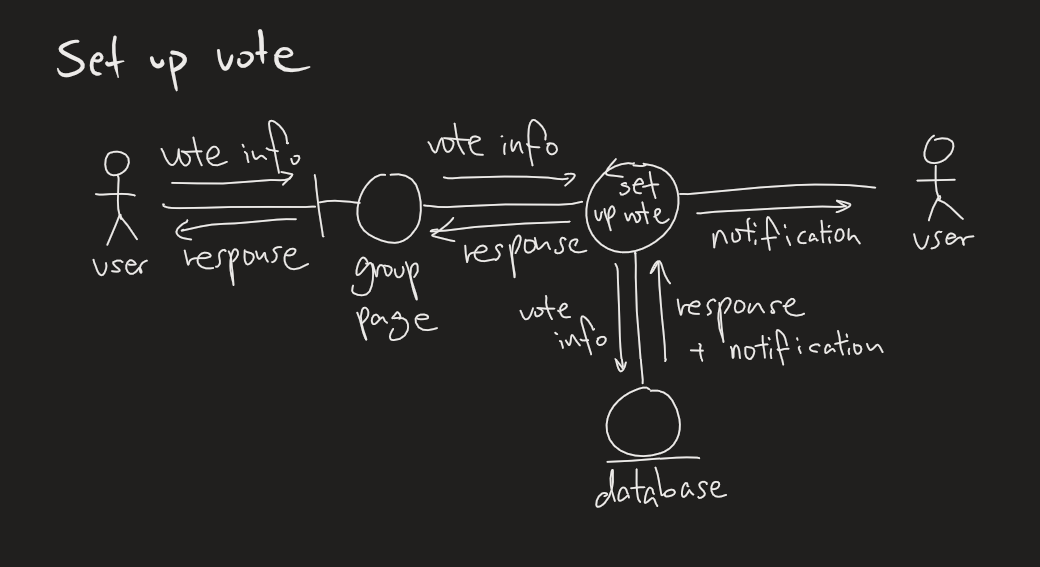 Set up vote
vote info
response
user
group
page
vote info
response
set
up vote
notification
user
vote
info
response
+ notification
database